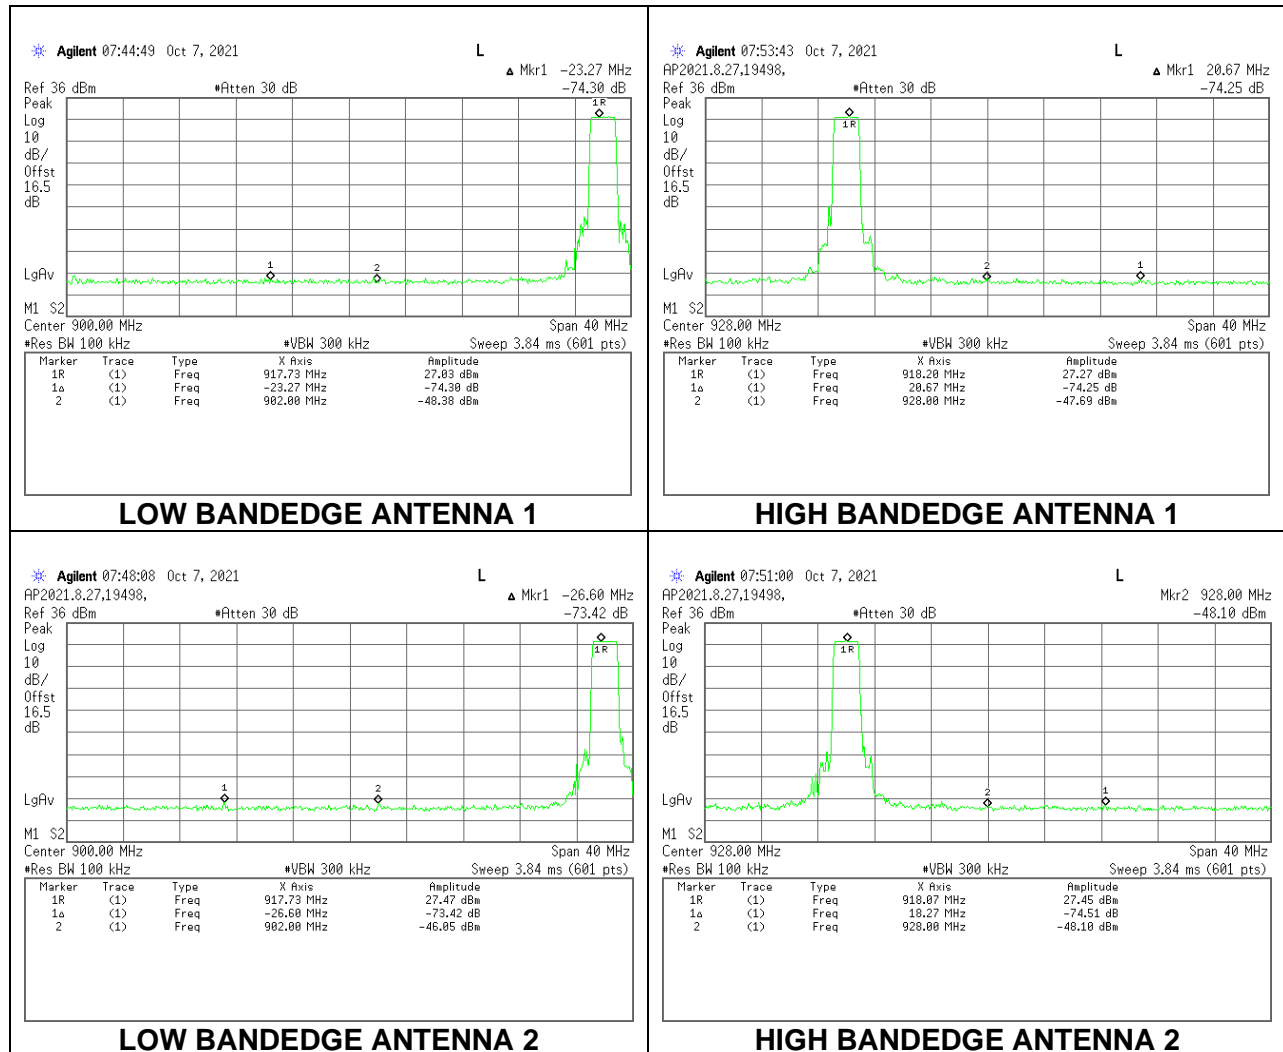 Agilent 07:44:49 Oct 7, 2021
L
Δ Mkr1 -23.27 MHz
Ref 36 dBm #Atten 30 dB -74.30 dB
Peak
Log
10
dB/
Offst
16.5
dB
LgAv
M1 S2
1R
1
2
Center 900.00 MHz Span 40 MHz
#Res BW 100 kHz #VBW 300 kHz Sweep 3.84 ms (601 pts)
Marker Trace Type X Axis Amplitude
1R (1) Freq 917.73 MHz 27.03 dBm
1Δ (1) Freq -23.27 MHz -74.30 dB
2 (1) Freq 902.00 MHz -48.38 dBm
LOW BANDEDGE ANTENNA 1
Agilent 07:53:43 Oct 7, 2021
L
AP2021.8.27,19498, Δ Mkr1 20.67 MHz
Ref 36 dBm #Atten 30 dB -74.25 dB
Peak
Log
10
dB/
Offst
16.5
dB
LgAv
M1 S2
1R
2
1
Center 928.00 MHz Span 40 MHz
#Res BW 100 kHz #VBW 300 kHz Sweep 3.84 ms (601 pts)
Marker Trace Type X Axis Amplitude
1R (1) Freq 918.20 MHz 27.27 dBm
1Δ (1) Freq 20.67 MHz -74.25 dB
2 (1) Freq 928.00 MHz -47.69 dBm
HIGH BANDEDGE ANTENNA 1
Agilent 07:48:08 Oct 7, 2021
L
AP2021.8.27,19498, Δ Mkr1 -26.60 MHz
Ref 36 dBm #Atten 30 dB -73.42 dB
Peak
Log
10
dB/
Offst
16.5
dB
LgAv
M1 S2
1R
1
2
Center 900.00 MHz Span 40 MHz
#Res BW 100 kHz #VBW 300 kHz Sweep 3.84 ms (601 pts)
Marker Trace Type X Axis Amplitude
1R (1) Freq 917.73 MHz 27.47 dBm
1Δ (1) Freq -26.60 MHz -73.42 dB
2 (1) Freq 902.00 MHz -46.05 dBm
LOW BANDEDGE ANTENNA 2
Agilent 07:51:00 Oct 7, 2021
L
AP2021.8.27,19498, Mkr2 928.00 MHz
Ref 36 dBm #Atten 30 dB -48.10 dBm
Peak
Log
10
dB/
Offst
16.5
dB
LgAv
M1 S2
1R
2
1
Center 928.00 MHz Span 40 MHz
#Res BW 100 kHz #VBW 300 kHz Sweep 3.84 ms (601 pts)
Marker Trace Type X Axis Amplitude
1R (1) Freq 918.07 MHz 27.45 dBm
1Δ (1) Freq 18.27 MHz -74.51 dB
2 (1) Freq 928.00 MHz -48.10 dBm
HIGH BANDEDGE ANTENNA 2